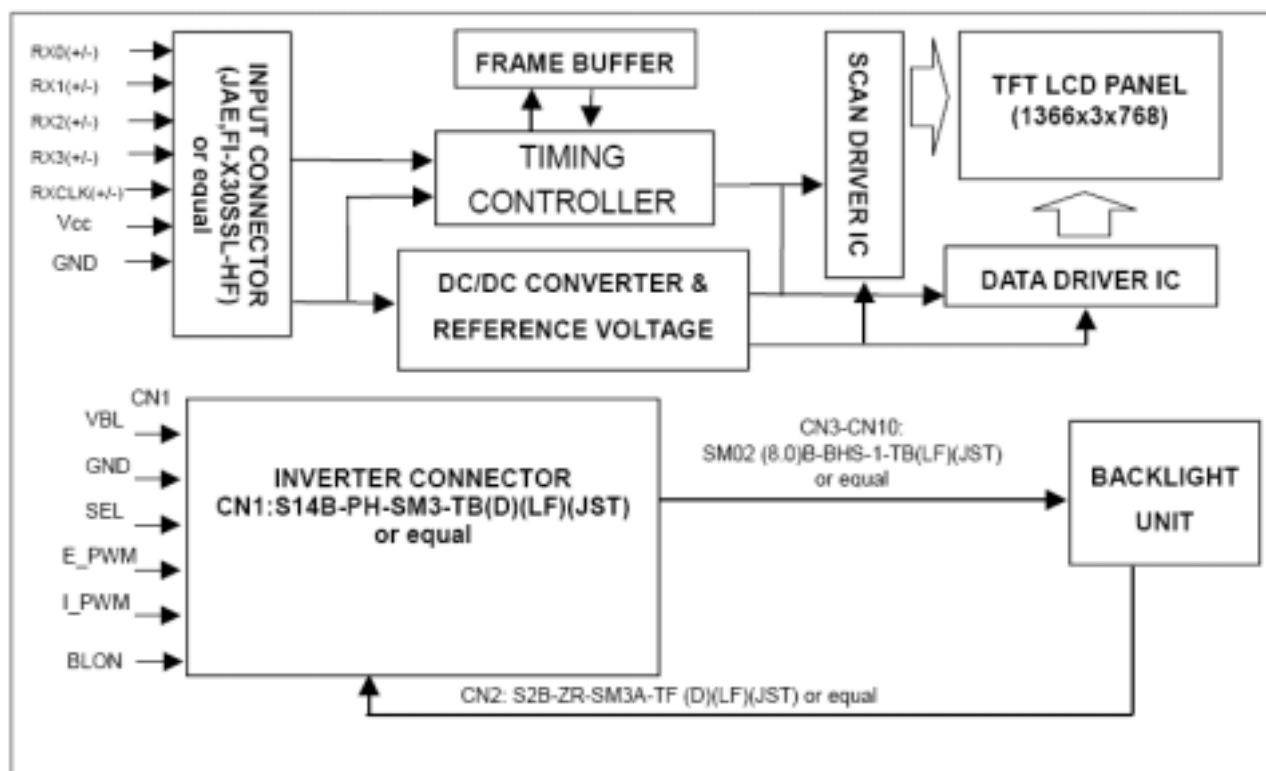 RX0(+/-)
RX1(+/-)
RX2(+/-)
RX3(+/-)
RXCLK(+/-)
Vcc
GND
INPUT CONNECTOR
(JAE,FI-X30SSL-HF)
or equal
FRAME BUFFER
TIMING
CONTROLLER
DC/DC CONVERTER &
REFERENCE VOLTAGE
SCAN DRIVER IC
TFT LCD PANEL
(1366x3x768)
DATA DRIVER IC
CN1
VBL
GND
SEL
E_PWM
I_PWM
BLON
INVERTER CONNECTOR
CN1:S14B-PH-SM3-TB(D)(LF)(JST)
or equal
CN3-CN10:
SM02 (8.0)B-BHS-1-TB(LF)(JST)
or equal
BACKLIGHT
UNIT
CN2: S2B-ZR-SM3A-TF (D)(LF)(JST) or equal